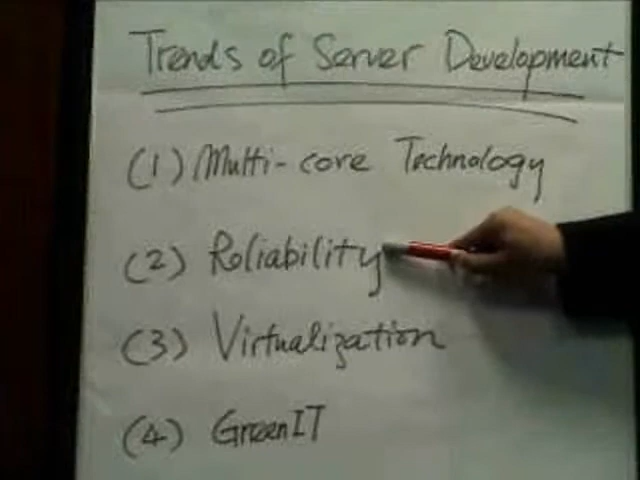 Trends of Server Development
(1) Multi-core Technology
(2) Reliability
(3) Virtualization
(4) GreenIT